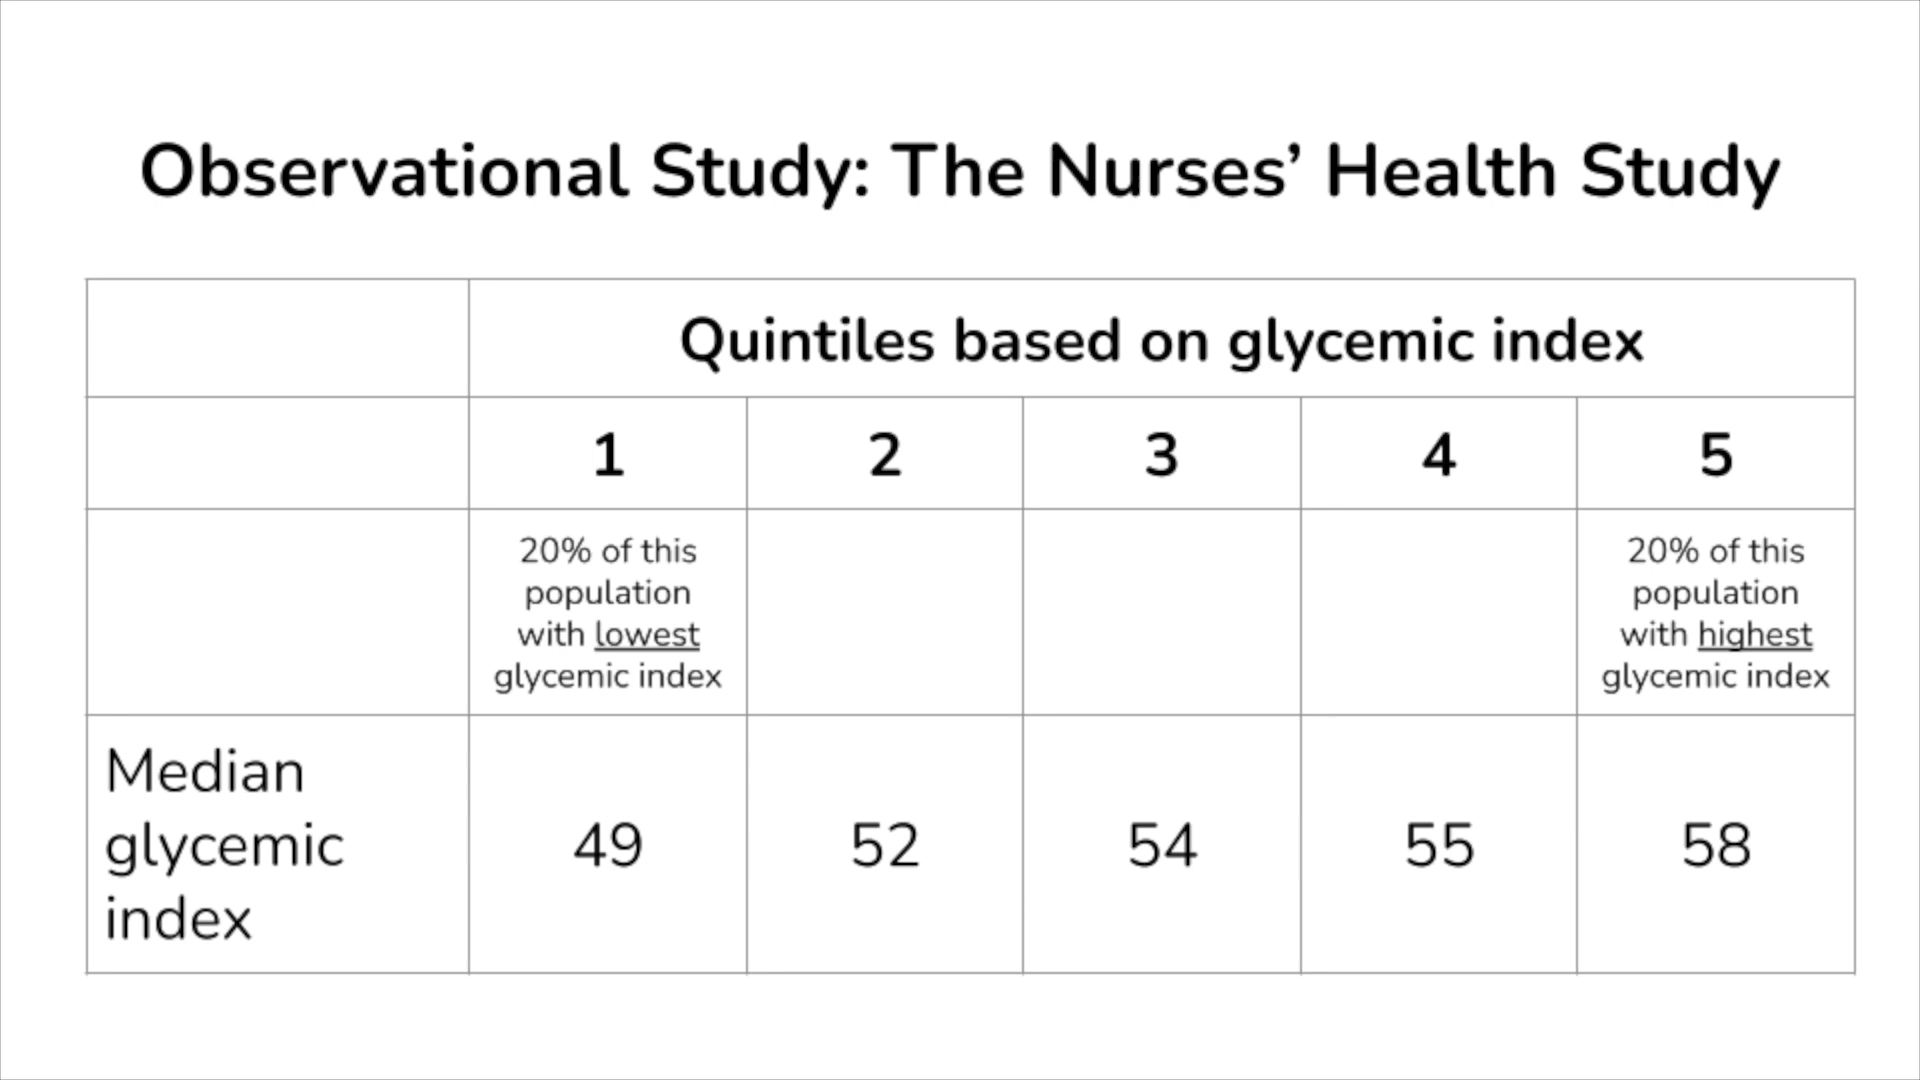 Observational Study: The Nurses’ Health Study
Quintiles based on glycemic index
1 2 3 4 5
20% of this
population
with lowest
glycemic index
20% of this
population
with highest
glycemic index
Median
glycemic
index
49 52 54 55 58